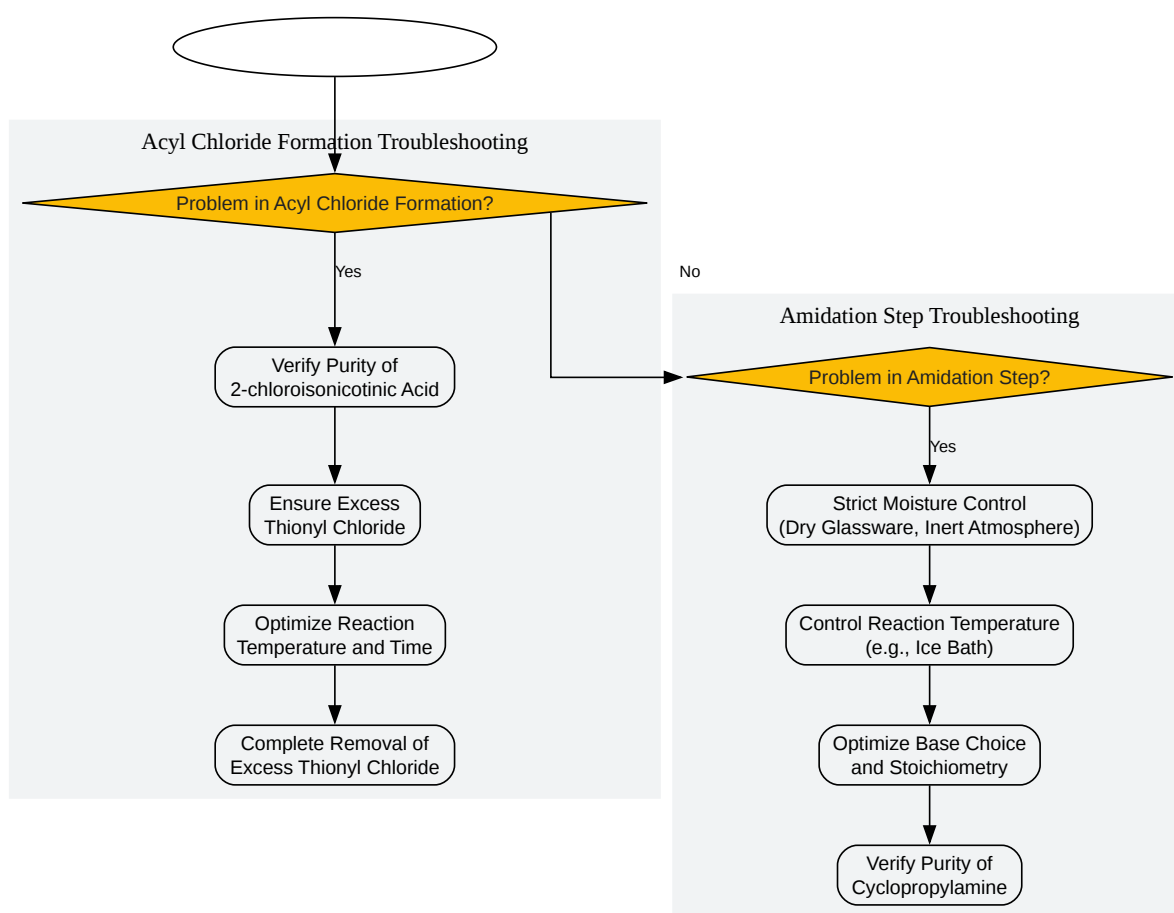 Acyl Chloride Formation Troubleshooting
Problem in Acyl Chloride Formation?
Yes
No
Verify Purity of
2-chloroisonicotinic Acid
Ensure Excess
Thionyl Chloride
Optimize Reaction
Temperature and Time
Complete Removal of
Excess Thionyl Chloride
Amidation Step Troubleshooting
Problem in Amidation Step?
Yes
Strict Moisture Control
(Dry Glassware, Inert Atmosphere)
Control Reaction Temperature
(e.g., Ice Bath)
Optimize Base Choice
and Stoichiometry
Verify Purity of
Cyclopropylamine